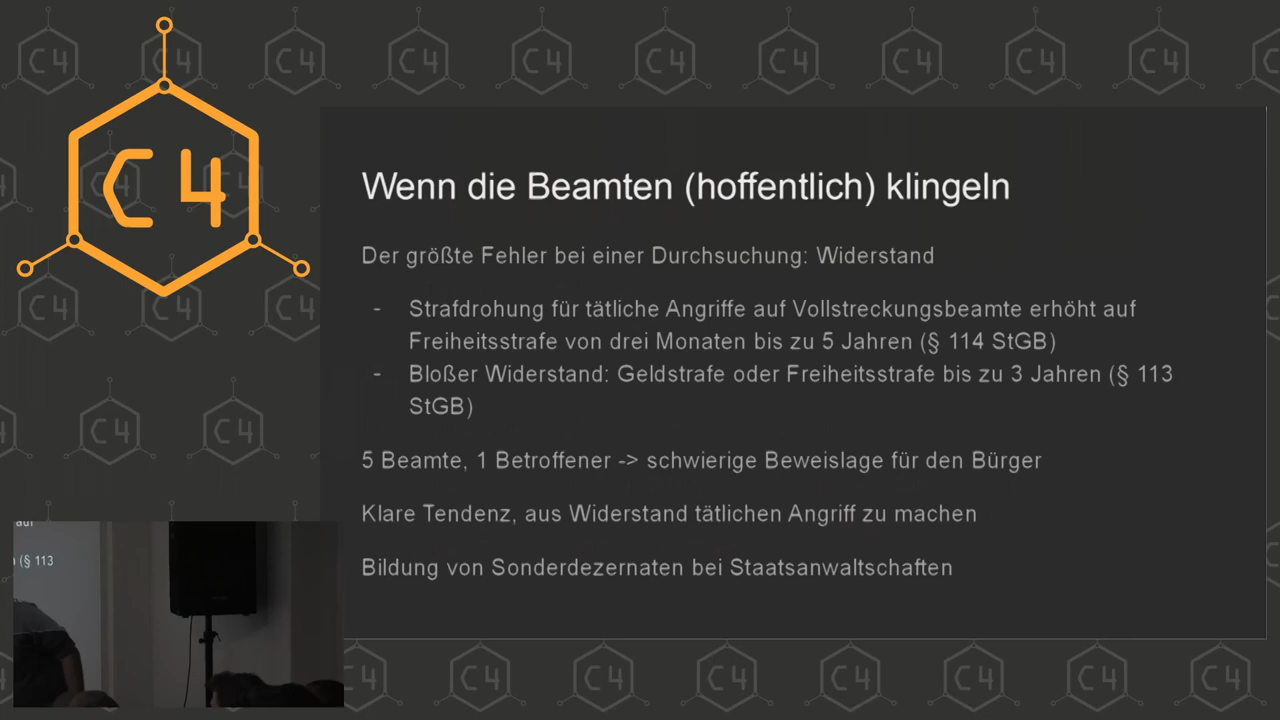 C4
Wenn die Beamten (hoffentlich) klingeln
Der größte Fehler bei einer Durchsuchung: Widerstand
- Strafdrohung für tätliche Angriffe auf Vollstreckungsbeamte erhöht auf
Freiheitsstrafe von drei Monaten bis zu 5 Jahren (§ 114 StGB)
- Bloßer Widerstand: Geldstrafe oder Freiheitsstrafe bis zu 3 Jahren (§ 113
StGB)
5 Beamte, 1 Betroffener -> schwierige Beweislage für den Bürger
Klare Tendenz, aus Widerstand tätlichen Angriff zu machen
Bildung von Sonderdezernaten bei Staatsanwaltschaften
auf
(§ 113